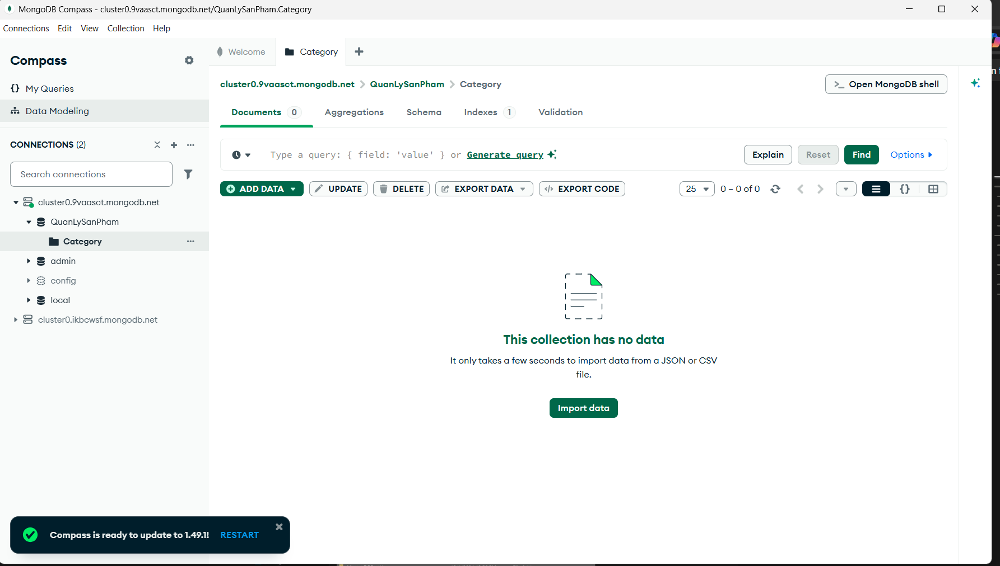 MongoDB Compass - cluster0.9vaasct.mongodb.net/QuanLySanPham.Category
Connections Edit View Collection Help
Compass
My Queries
Data Modeling
CONNECTIONS (2)
Search connections
cluster0.9vaasct.mongodb.net
QuanLySanPham
Category
admin
config
local
cluster0.ikbcwsf.mongodb.net
Welcome
Category
cluster0.9vaasct.mongodb.net > QuanLySanPham > Category
>_ Open MongoDB shell
Documents 0 Aggregations Schema Indexes 1 Validation
Type a query: { field: 'value' } or Generate query
Explain Reset Find Options
ADD DATA UPDATE DELETE EXPORT DATA EXPORT CODE
25 0 – 0 of 0
This collection has no data
It only takes a few seconds to import data from a JSON or CSV
file.
Import data
Compass is ready to update to 1.49.1! RESTART